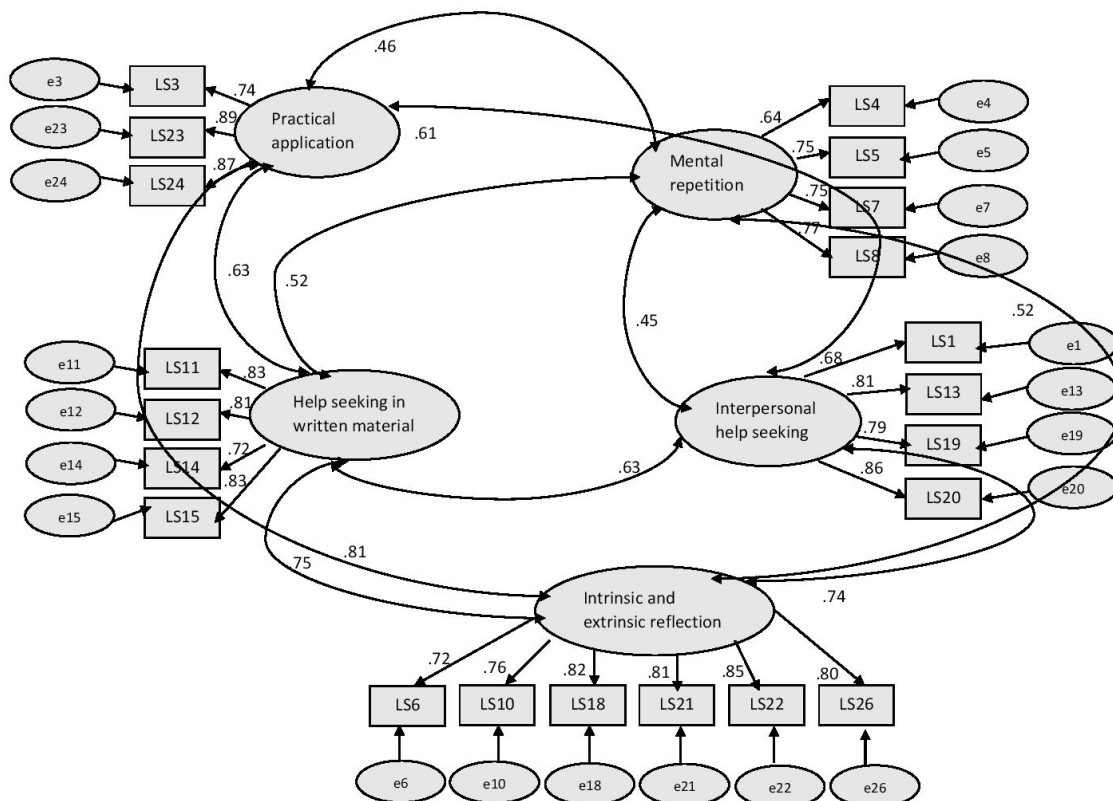 .46
e3
LS3
.74
e23
LS23
.89
Practical
application
.61
e24
LS24
.87
.64
LS4
e4
Mental
repetition
.75
LS5
e5
.75
LS7
e7
.77
LS8
e8
.63
.52
.45
.52
e11
LS11
.83
e12
LS12
.81
Help seeking in
written material
e14
LS14
.72
e15
LS15
.83
.63
.68
LS1
e1
Interpersonal
help seeking
.81
LS13
e13
.79
LS19
e19
.86
LS20
e20
.75
.81
.74
Intrinsic and
extrinsic reflection
.72
.76
.82
.81
.85
.80
LS6
LS10
LS18
LS21
LS22
LS26
e6
e10
e18
e21
e22
e26